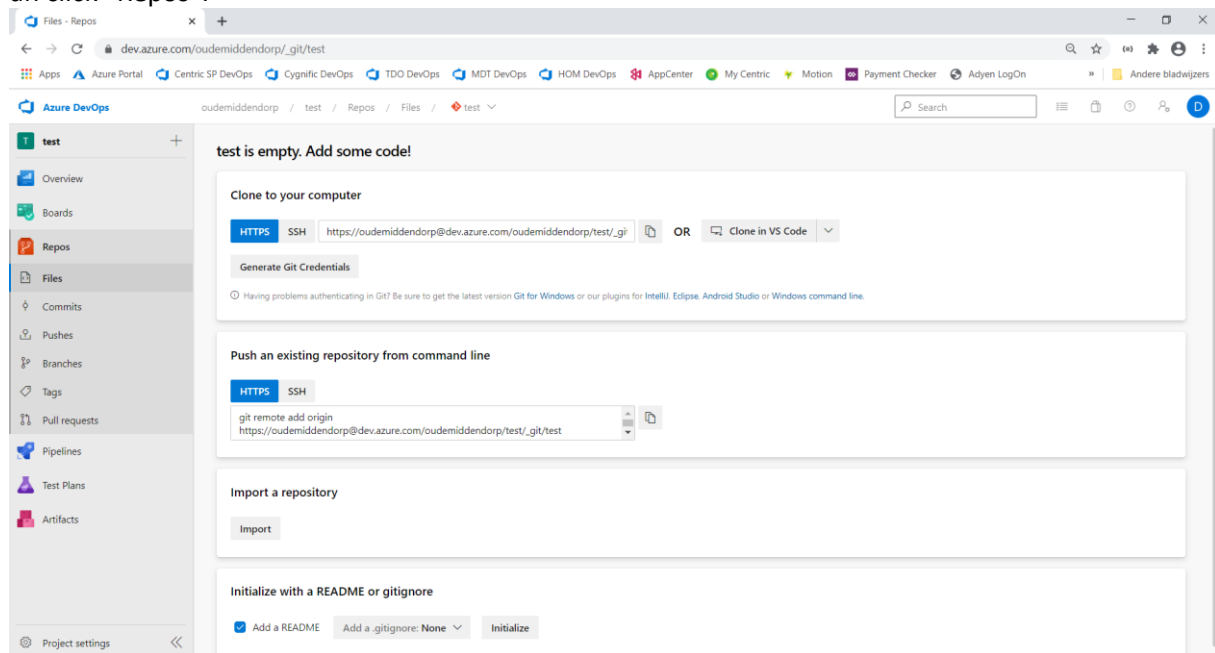 Files - Repos
dev.azure.com/oudemiddendorp/_git/test
Apps Azure Portal Centric SP DevOps Cygnific DevOps TDO DevOps MDT DevOps HOM DevOps AppCenter My Centric Motion Payment Checker Adyen LogOn » Andere bladwijzers
Azure DevOps oudemiddendorp / test / Repos / Files / test Search D
T test
test is empty. Add some code!
Overview
Clone to your computer
Boards
HTTPS SSH https://oudemiddendorp@dev.azure.com/oudemiddendorp/test/_gi OR Clone in VS Code
Repos
Generate Git Credentials
Files
Having problems authenticating in Git? Be sure to get the latest version Git for Windows or our plugins for IntelliJ, Eclipse, Android Studio or Windows command line.
Commits
Pushes
Push an existing repository from command line
Branches
HTTPS SSH
Tags
git remote add origin
Pull requests
https://oudemiddendorp@dev.azure.com/oudemiddendorp/test/_git/test
Pipelines
Test Plans
Import a repository
Artifacts
Import
Initialize with a README or gitignore
Add a README Add a .gitignore: None Initialize
Project settings